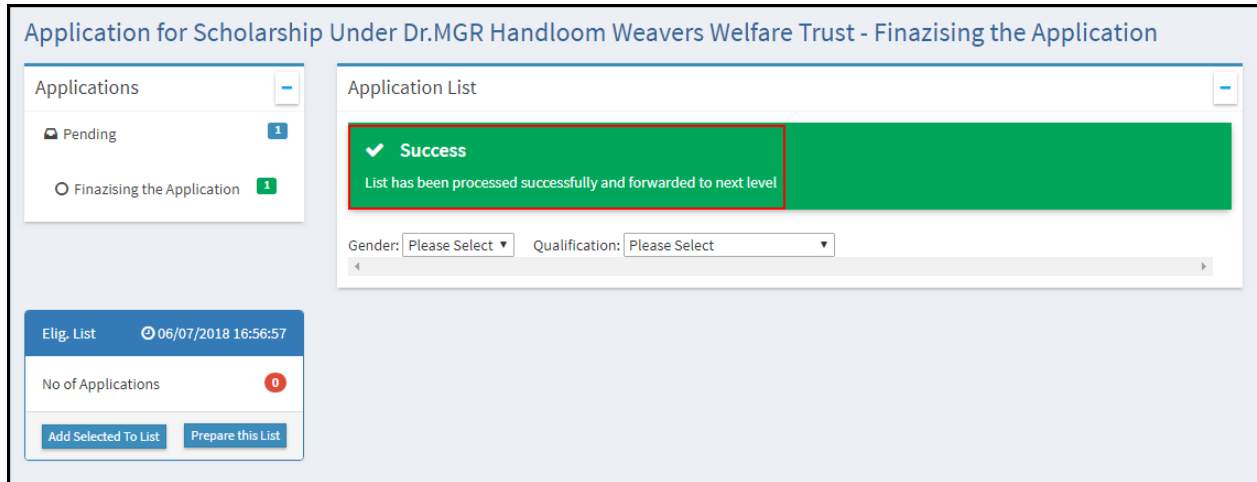 Application for Scholarship Under Dr.MGR Handloom Weavers Welfare Trust - Finazising the Application
Applications
Pending 1
Finazising the Application 1
Application List
Success
List has been processed successfully and forwarded to next level
Gender: Please Select Qualification: Please Select
Elig. List 06/07/2018 16:56:57
No of Applications 0
Add Selected To List Prepare this List